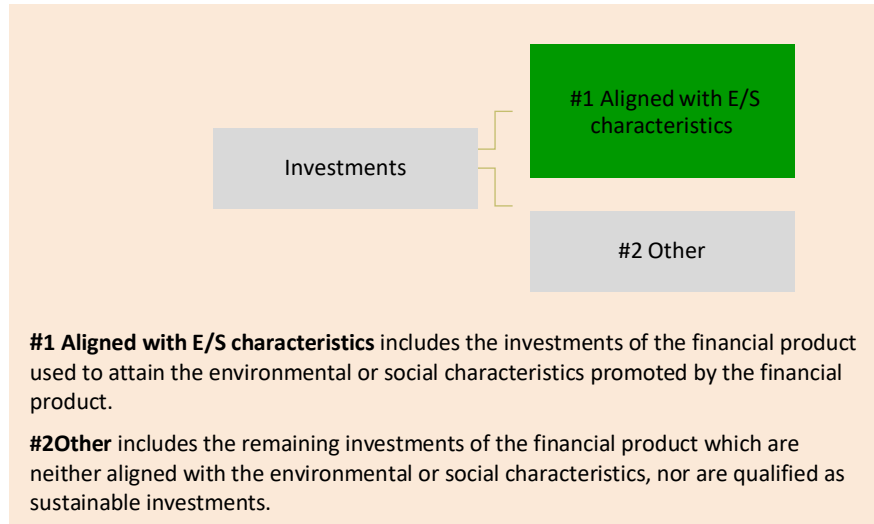 #1 Aligned with E/S
characteristics
Investments
#2 Other
#1 Aligned with E/S characteristics includes the investments of the financial product
used to attain the environmental or social characteristics promoted by the financial
product.
#2Other includes the remaining investments of the financial product which are
neither aligned with the environmental or social characteristics, nor are qualified as
sustainable investments.